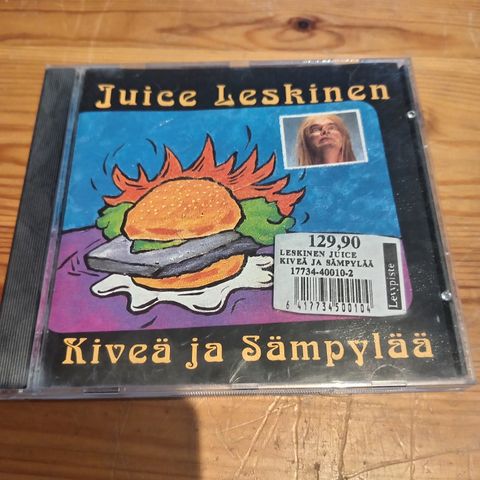 Juice Leskinen
129,90
LESKINEN JUICE
KIVEÄ JA SÄMPYLÄÄ
17734-40010-2
6 417734 500104
Levypiste
Kiveä ja Sämpylää